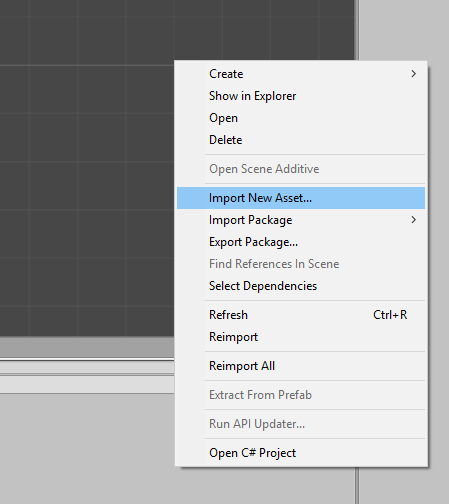 Create
Show in Explorer
Open
Delete
Open Scene Additive
Import New Asset...
Import Package
Export Package...
Find References In Scene
Select Dependencies
Refresh Ctrl+R
Reimport
Reimport All
Extract From Prefab
Run API Updater...
Open C# Project